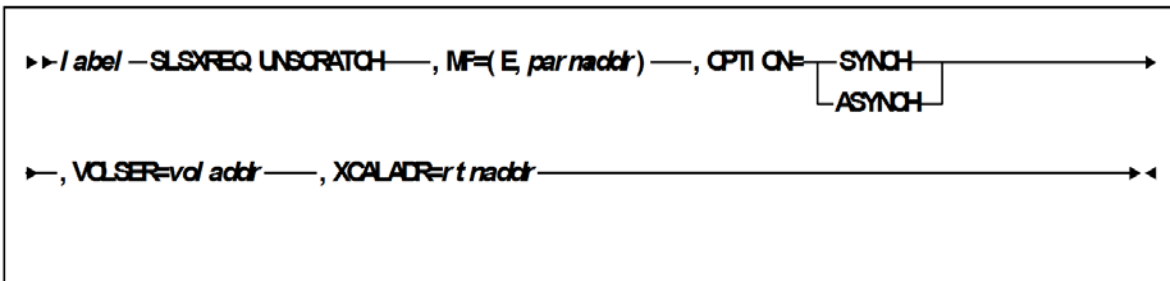 label SLSXREQ UNSCRATCH , MF=(E, parmaddr) , OPTION= SYNCH
ASYNCH
, VOLSER=voladdr , XCALADR=rtnaddr